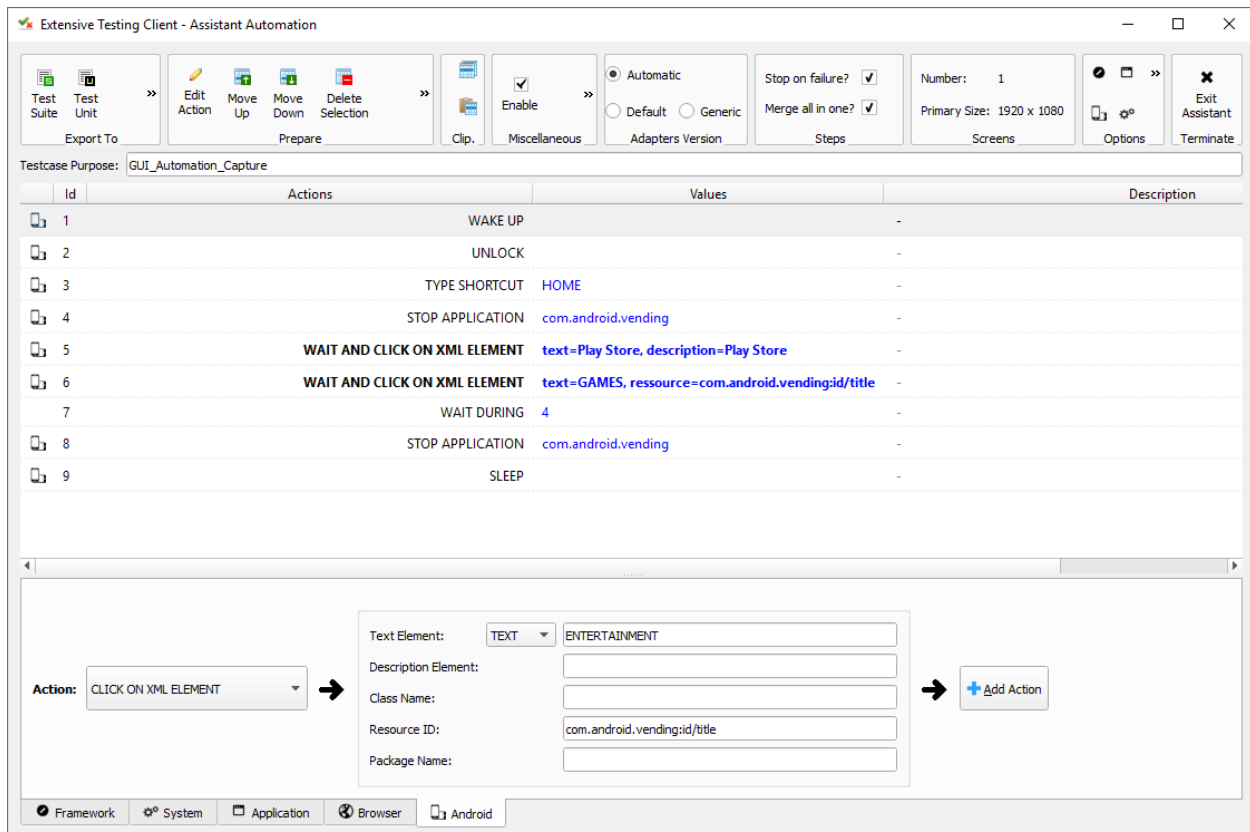 Extensive Testing Client - Assistant Automation
Test Suite
Test Unit
»
Export To
Edit Action
Move Up
Move Down
Delete Selection
»
Prepare
Clip.
Enable
»
Miscellaneous
Automatic
Default
Generic
Adapters Version
Stop on failure?
Merge all in one?
Steps
Number: 1
Primary Size: 1920 x 1080
Screens
»
Options
Exit Assistant
Terminate
Testcase Purpose: GUI_Automation_Capture
Id Actions Values Description
1 WAKE UP -
2 UNLOCK -
3 TYPE SHORTCUT HOME -
4 STOP APPLICATION com.android.vending -
5 WAIT AND CLICK ON XML ELEMENT text=Play Store, description=Play Store -
6 WAIT AND CLICK ON XML ELEMENT text=GAMES, ressource=com.android.vending:id/title -
7 WAIT DURING 4 -
8 STOP APPLICATION com.android.vending -
9 SLEEP -
Text Element: TEXT ENTERTAINMENT
Description Element:
Action: CLICK ON XML ELEMENT
Class Name:
Add Action
Resource ID: com.android.vending:id/title
Package Name:
Framework System Application Browser Android